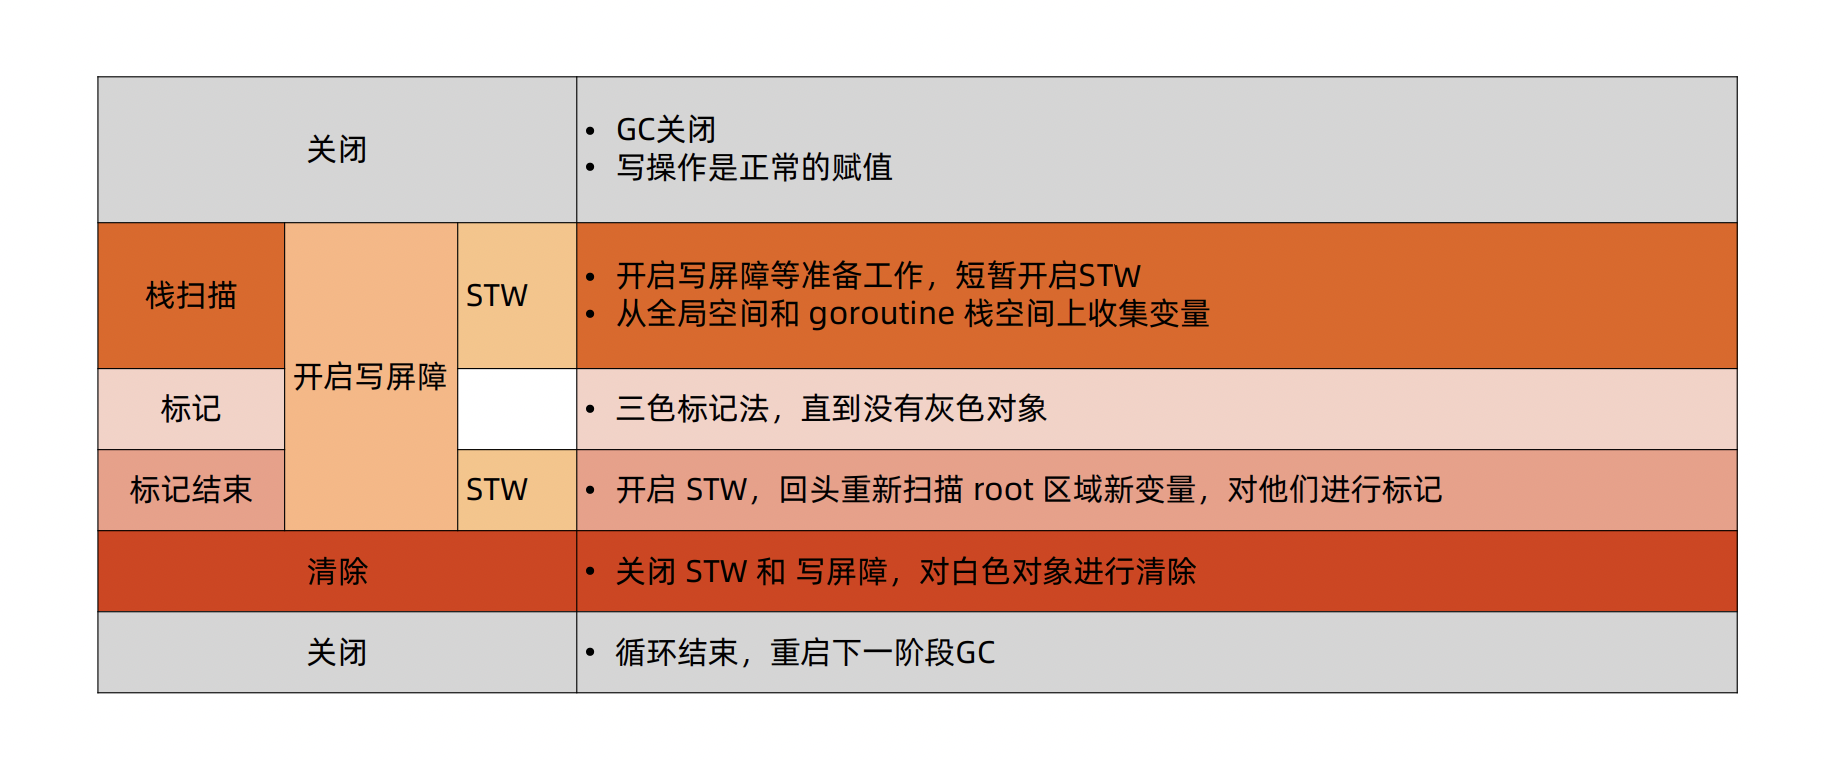 关闭
• GC关闭
• 写操作是正常的赋值
栈扫描
开启写屏障
STW
• 开启写屏障等准备工作，短暂开启STW
• 从全局空间和 goroutine 栈空间上收集变量
标记
• 三色标记法，直到没有灰色对象
标记结束
STW
• 开启 STW，回头重新扫描 root 区域新变量，对他们进行标记
清除
• 关闭 STW 和 写屏障，对白色对象进行清除
关闭
• 循环结束，重启下一阶段GC